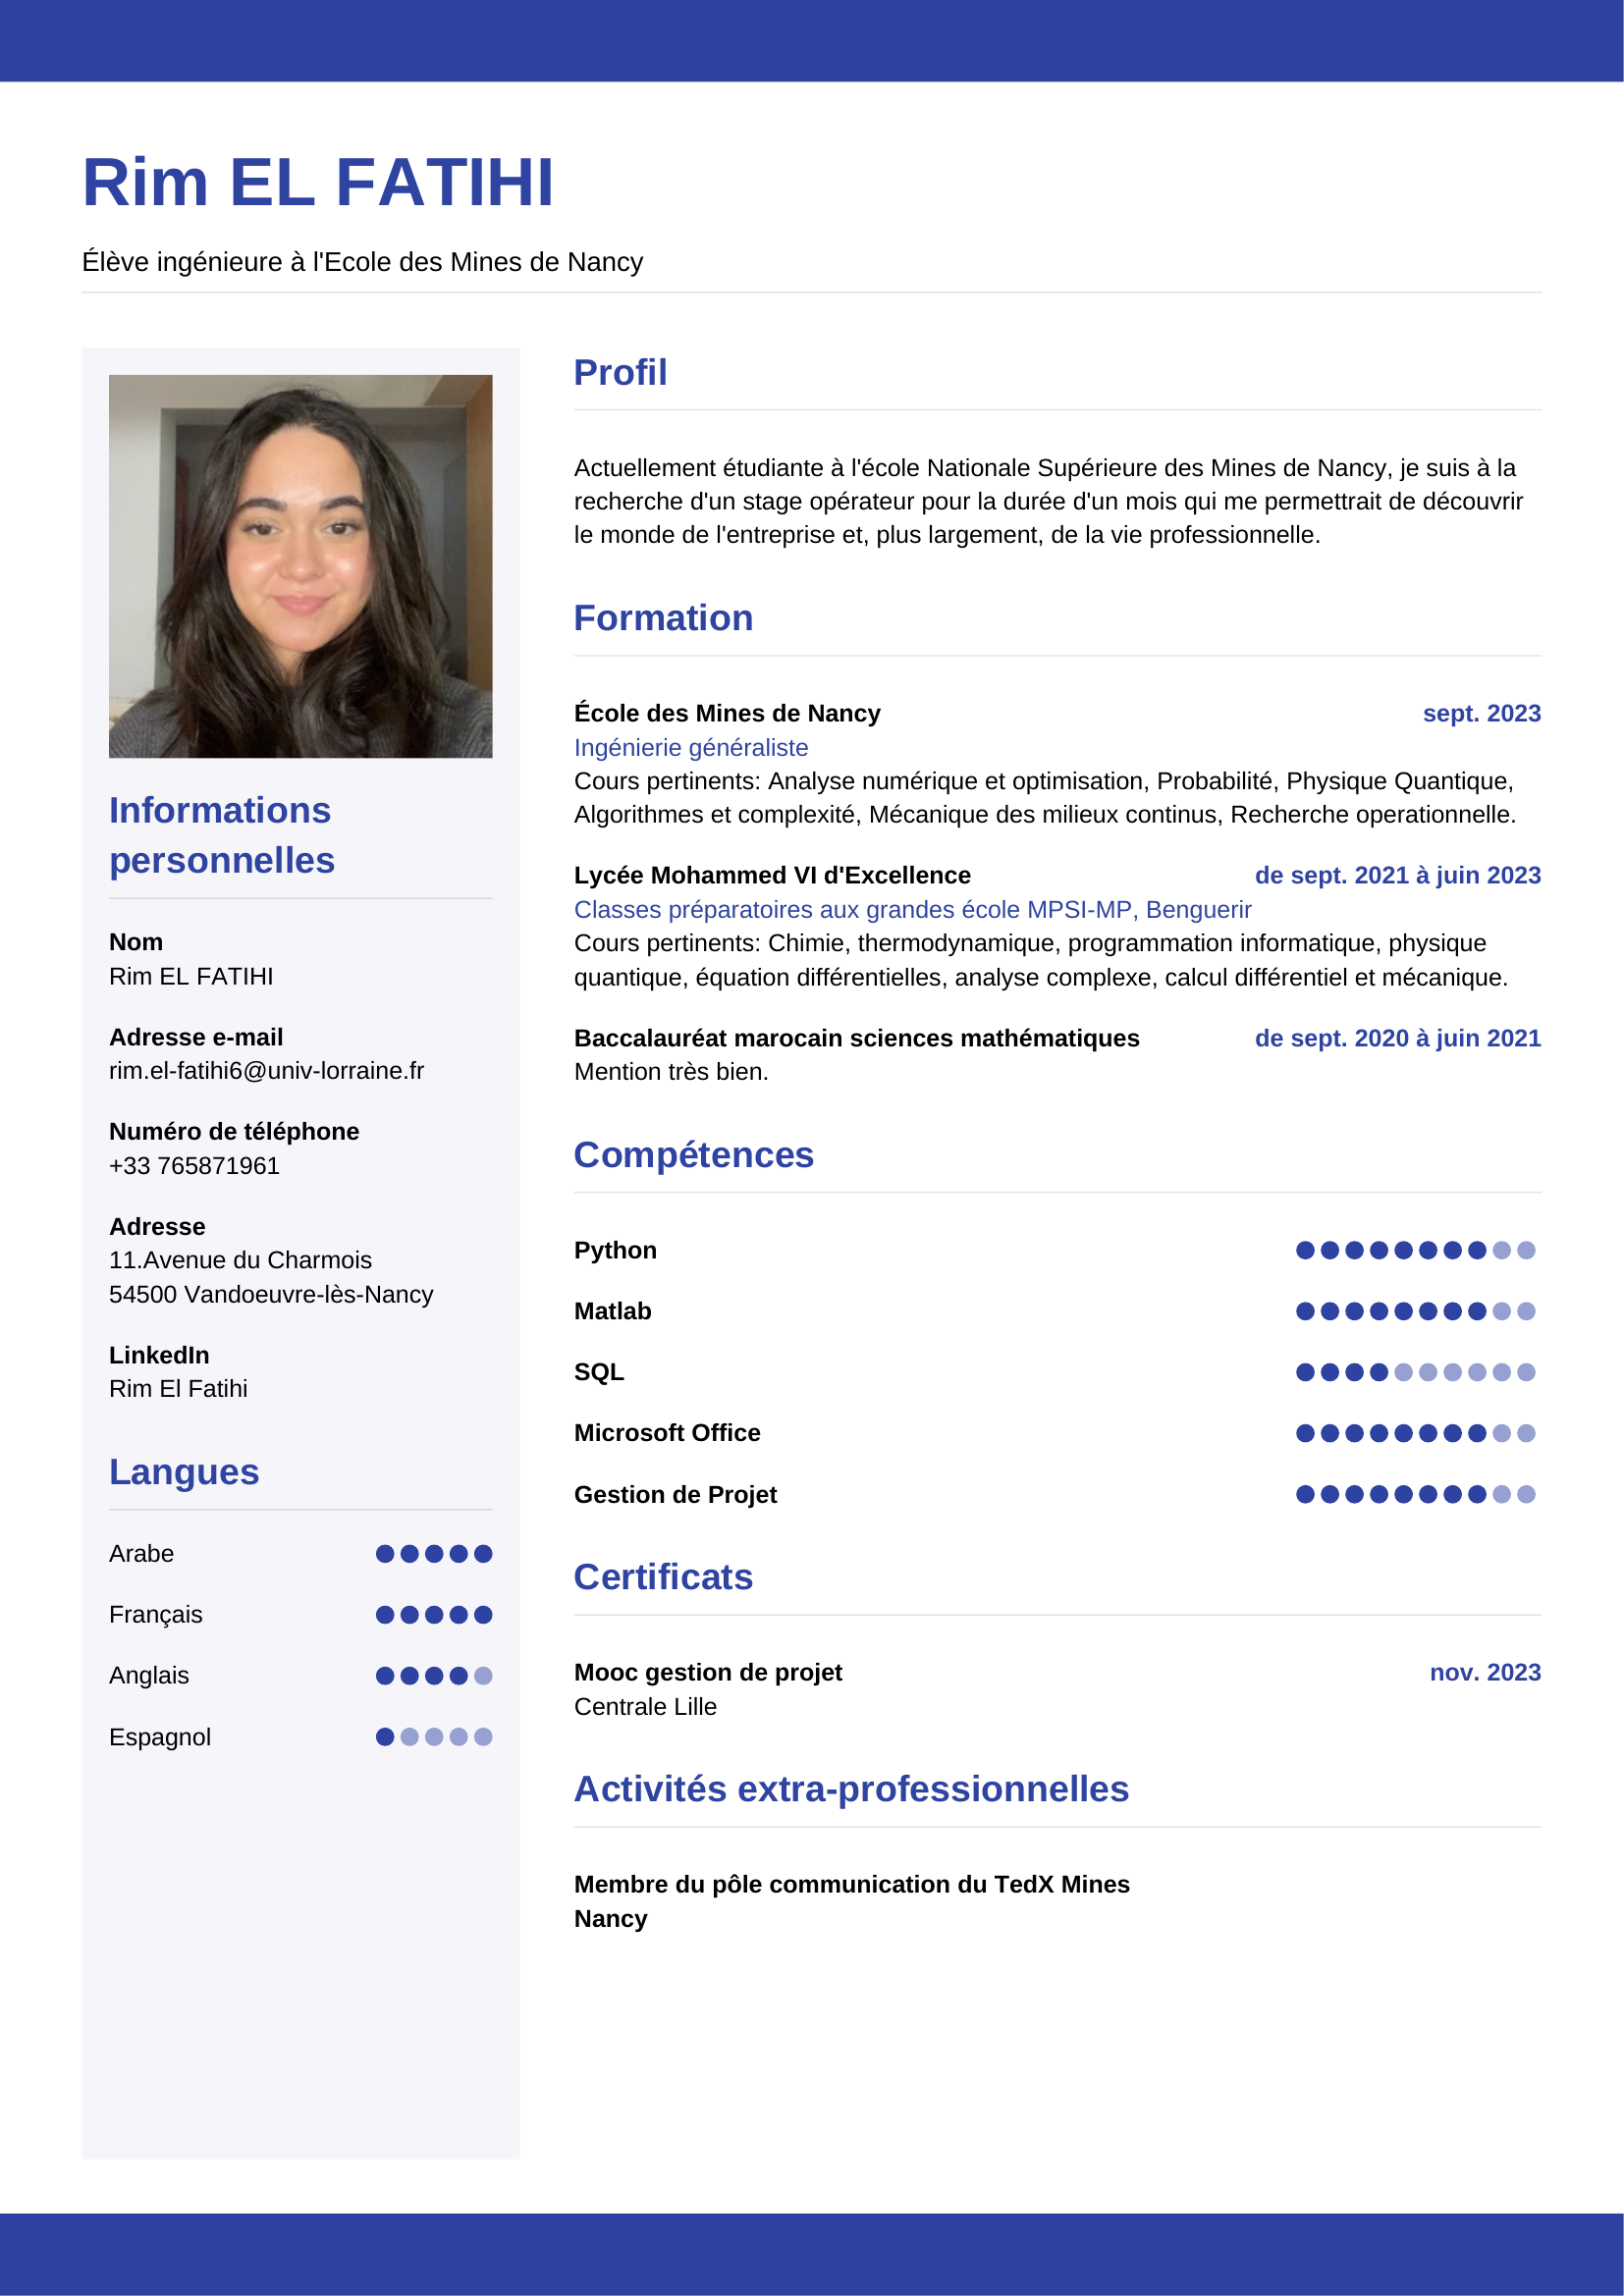 Rim EL FATIHI
Élève ingénieure à l'Ecole des Mines de Nancy
Informations
personnelles
Nom
Rim EL FATIHI
Adresse e-mail
rim.el-fatihi6@univ-lorraine.fr
Numéro de téléphone
+33 765871961
Adresse
11.Avenue du Charmois
54500 Vandoeuvre-lès-Nancy
LinkedIn
Rim El Fatihi
Langues
Arabe
Français
Anglais
Espagnol
Profil
Actuellement étudiante à l'école Nationale Supérieure des Mines de Nancy, je suis à la
recherche d'un stage opérateur pour la durée d'un mois qui me permettrait de découvrir
le monde de l'entreprise et, plus largement, de la vie professionnelle.
Formation
École des Mines de Nancy sept. 2023
Ingénierie généraliste
Cours pertinents: Analyse numérique et optimisation, Probabilité, Physique Quantique,
Algorithmes et complexité, Mécanique des milieux continus, Recherche operationnelle.
Lycée Mohammed VI d'Excellence de sept. 2021 à juin 2023
Classes préparatoires aux grandes école MPSI-MP, Benguerir
Cours pertinents: Chimie, thermodynamique, programmation informatique, physique
quantique, équation différentielles, analyse complexe, calcul différentiel et mécanique.
Baccalauréat marocain sciences mathématiques de sept. 2020 à juin 2021
Mention très bien.
Compétences
Python
Matlab
SQL
Microsoft Office
Gestion de Projet
Certificats
Mooc gestion de projet nov. 2023
Centrale Lille
Activités extra-professionnelles
Membre du pôle communication du TedX Mines
Nancy